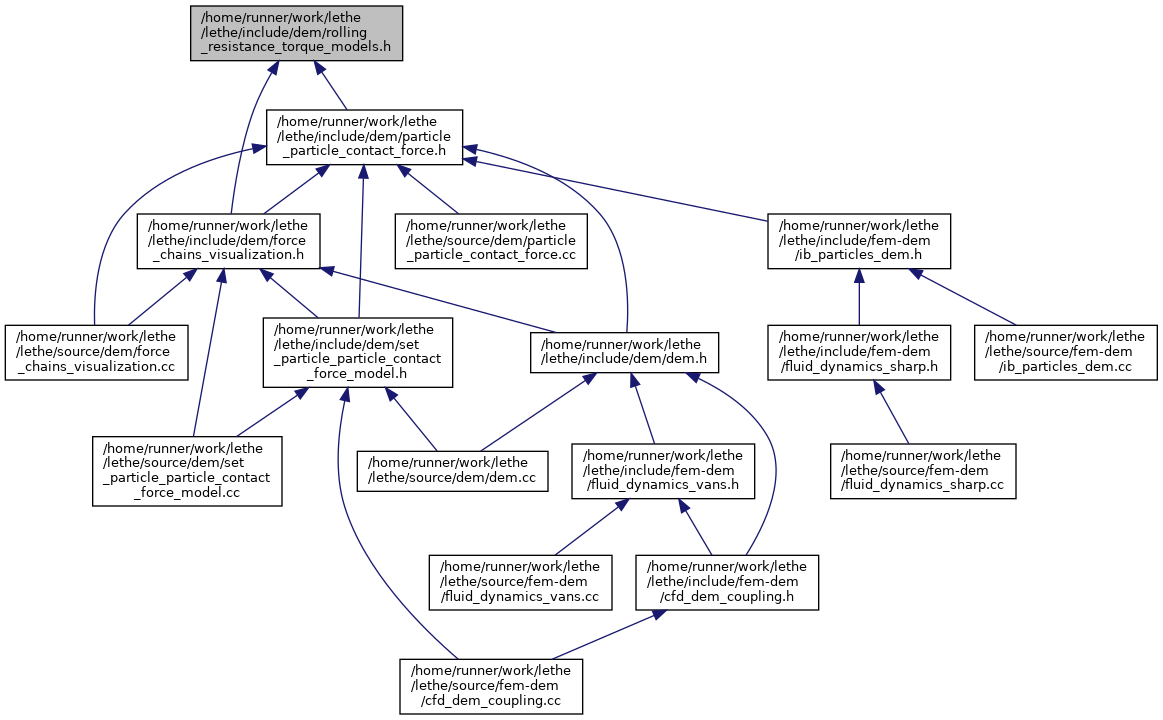 /home/runner/work/lethe
/lethe/include/dem/rolling
_resistance_torque_models.h
/home/runner/work/lethe
/lethe/include/dem/particle
_particle_contact_force.h
/home/runner/work/lethe
/lethe/include/dem/force
_chains_visualization.h
/home/runner/work/lethe
/lethe/source/dem/particle
_particle_contact_force.cc
/home/runner/work/lethe
/lethe/include/fem-dem
/ib_particles_dem.h
/home/runner/work/lethe
/lethe/source/dem/force
_chains_visualization.cc
/home/runner/work/lethe
/lethe/include/dem/set
_particle_particle_contact
_force_model.h
/home/runner/work/lethe
/lethe/include/dem/dem.h
/home/runner/work/lethe
/lethe/include/fem-dem
/fluid_dynamics_sharp.h
/home/runner/work/lethe
/lethe/source/fem-dem
/ib_particles_dem.cc
/home/runner/work/lethe
/lethe/source/dem/set
_particle_particle_contact
_force_model.cc
/home/runner/work/lethe
/lethe/source/dem/dem.cc
/home/runner/work/lethe
/lethe/include/fem-dem
/fluid_dynamics_vans.h
/home/runner/work/lethe
/lethe/source/fem-dem
/fluid_dynamics_sharp.cc
/home/runner/work/lethe
/lethe/source/fem-dem
/fluid_dynamics_vans.cc
/home/runner/work/lethe
/lethe/include/fem-dem
/cfd_dem_coupling.h
/home/runner/work/lethe
/lethe/source/fem-dem
/cfd_dem_coupling.cc